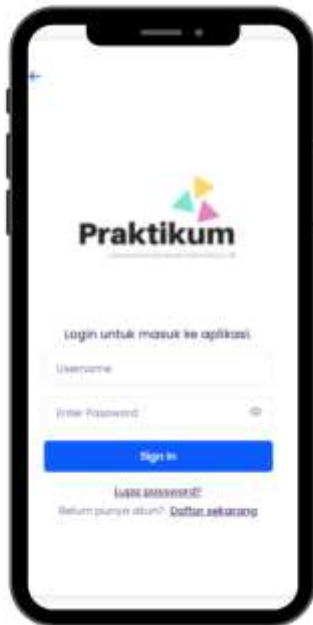 Praktikum
Login untuk masuk ke aplikasi.
Username
Enter Password
Sign In
Lupa password?
Belum punya akun? Daftar sekarang